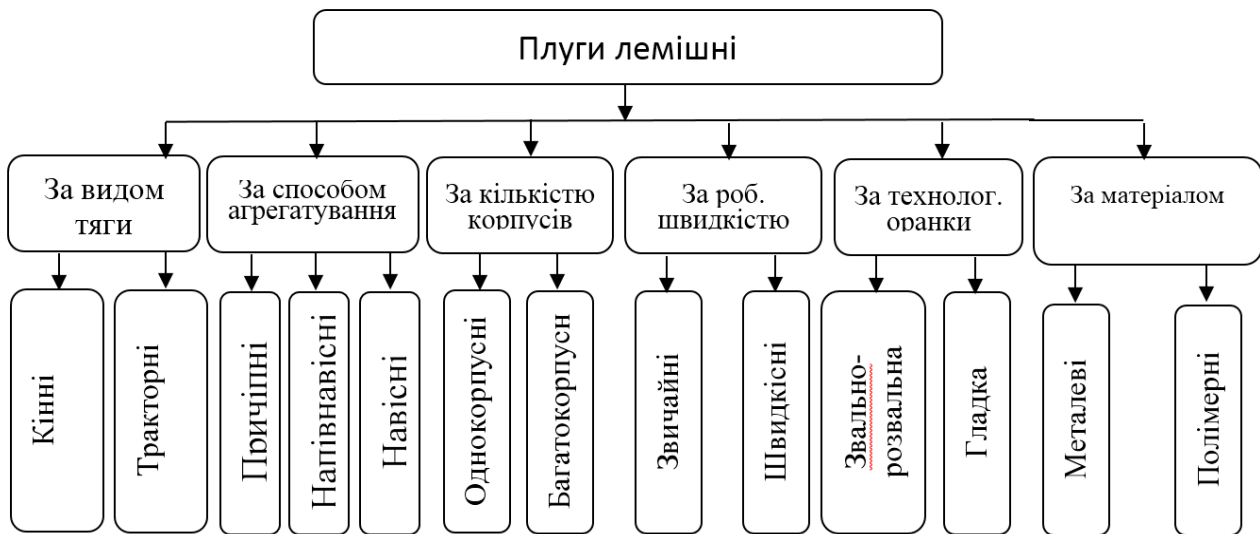 Плуги лемішні
За видом
тяги
За способом
агрегатування
За кількістю
корпусів
За роб.
швидкістю
За технолог.
оранки
За матеріалом
Кінні
Тракторні
Причіпні
Напівнавісні
Навісні
Однокорпусні
Багатокорпусн
Звичайні
Швидкісні
Звально-
розвальна
Гладка
Металеві
Полімерні